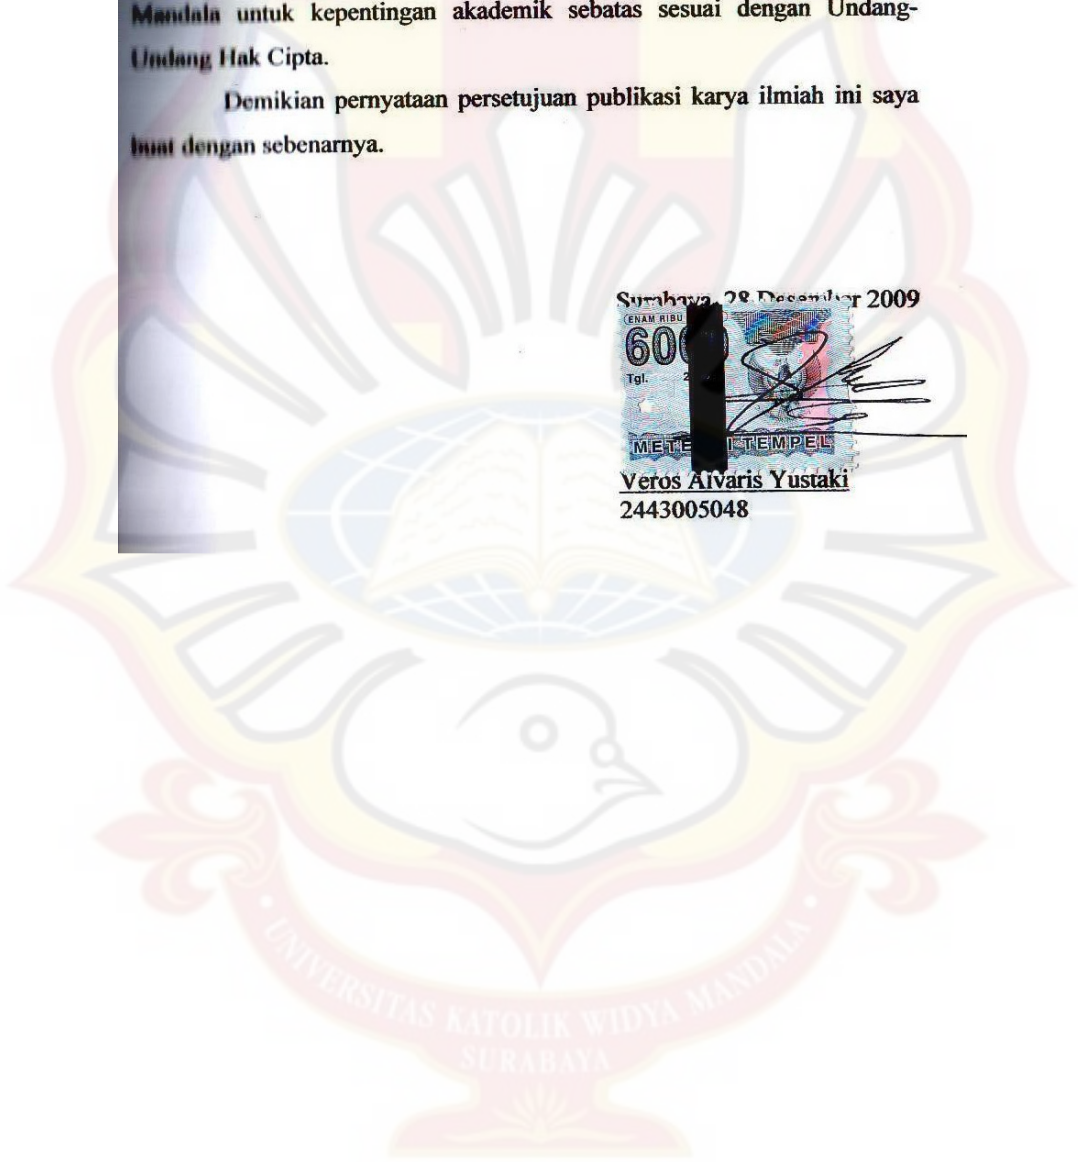 Mandala untuk kepentingan akademik sebatas sesuai dengan Undang-
Undang Hak Cipta.
Demikian pernyataan persetujuan publikasi karya ilmiah ini saya
buat dengan sebenarnya.
Surabaya, 28 Desember 2009
ENAM RIBU
600
Tgl.
METE I TEMPEL
Veros Alvaris Yustaki
2443005048
UNIVERSITAS KATOLIK WIDYA MANDALA
SURABAYA